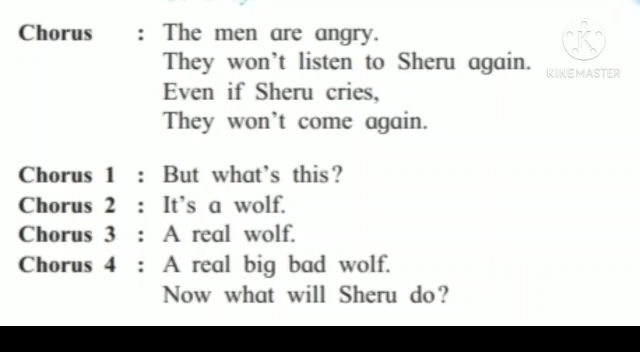 Chorus : The men are angry.
They won't listen to Sheru again.
Even if Sheru cries,
They won't come again.
Chorus 1 : But what's this?
Chorus 2 : It's a wolf.
Chorus 3 : A real wolf.
Chorus 4 : A real big bad wolf.
Now what will Sheru do?
KINEMASTER